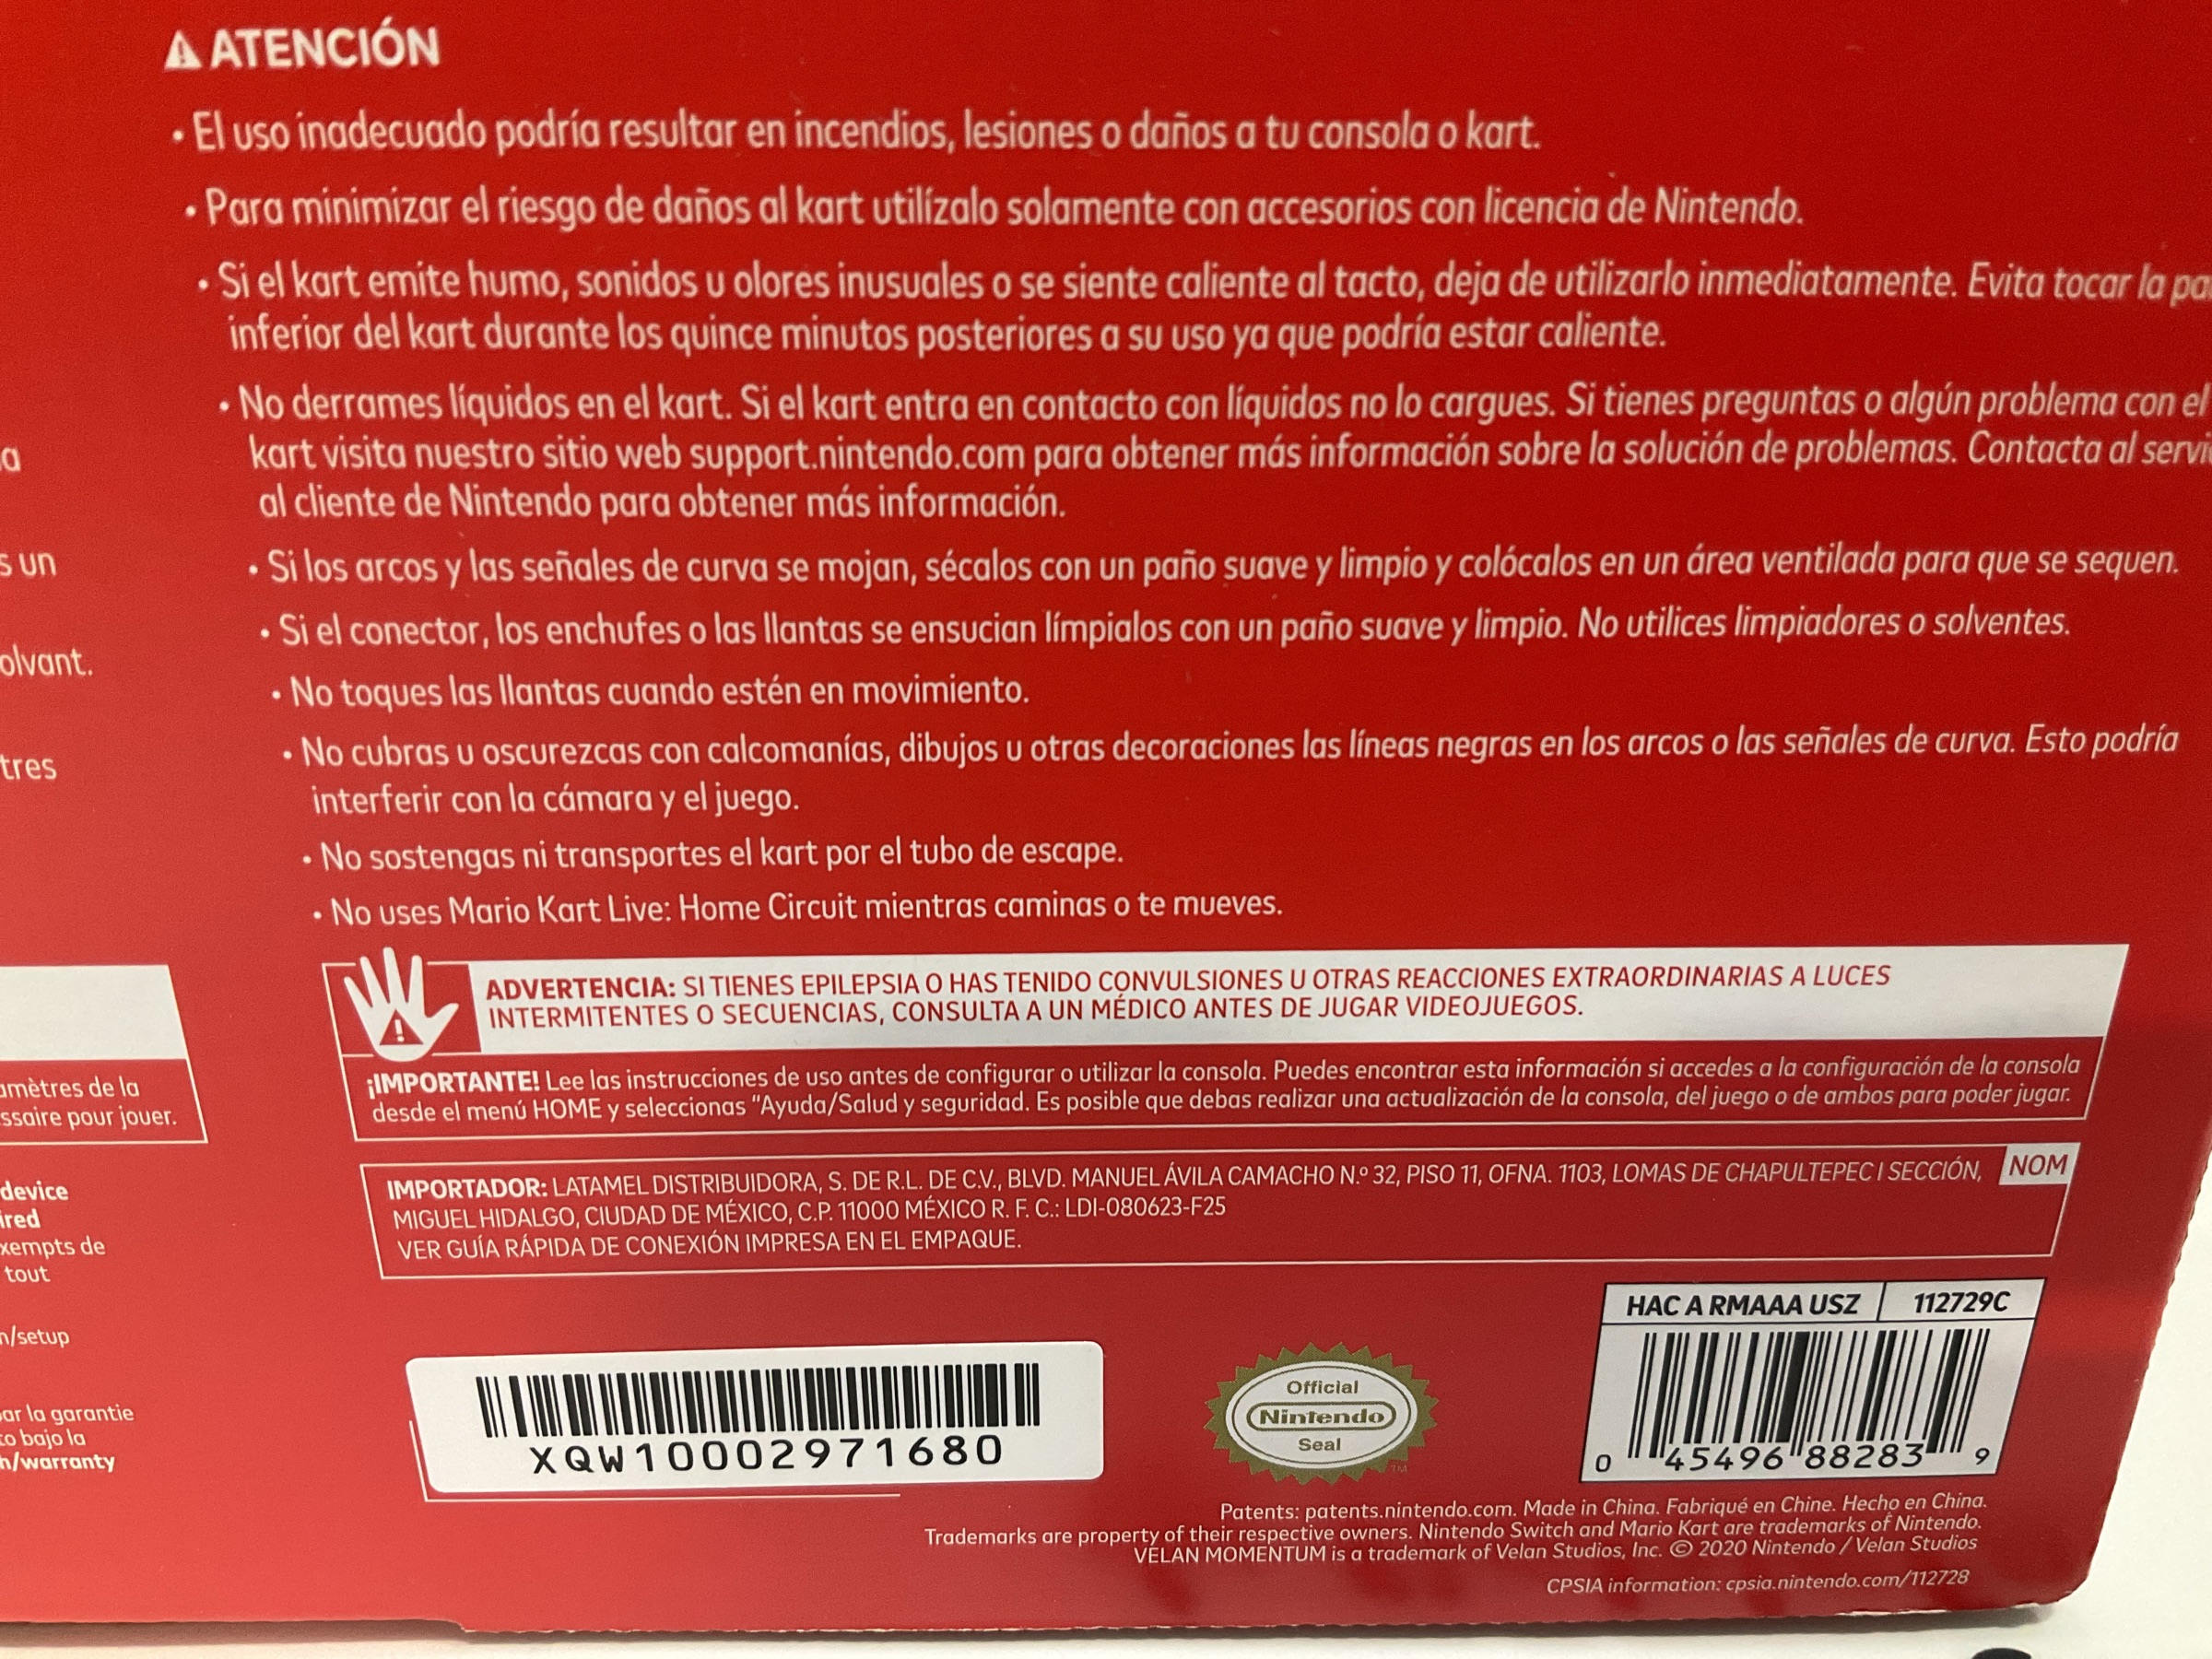 ATENCIÓN
• El uso inadecuado podría resultar en incendios, lesiones o daños a tu consola o kart.
• Para minimizar el riesgo de daños al kart utilízalo solamente con accesorios con licencia de Nintendo.
• Si el kart emite humo, sonidos u olores inusuales o se siente caliente al tacto, deja de utilizarlo inmediatamente. Evita tocar la
inferior del kart durante los quince minutos posteriores a su uso ya que podría estar caliente.
• No derrames líquidos en el kart. Si el kart entra en contacto con líquidos no lo cargues. Si tienes preguntas o algún problema con el
kart visita nuestro sitio web support.nintendo.com para obtener más información sobre la solución de problemas. Contacta al
al cliente de Nintendo para obtener más información.
• Si los arcos y las señales de curva se mojan, sécalos con un paño suave y limpio y colócalos en un área ventilada para que se sequen.
• Si el conector, los enchufes o las llantas se ensucian límpialos con un paño suave y limpio. No utilices limpiadores o solventes.
• No toques las llantas cuando estén en movimiento.
• No cubras u oscurezcas con calcomanías, dibujos u otras decoraciones las líneas negras en los arcos o las señales de curva. Esto podría
interferir con la cámara y el juego.
• No sostengas ni transportes el kart por el tubo de escape.
• No uses Mario Kart Live: Home Circuit mientras caminas o te mueves.
ADVERTENCIA: SI TIENES EPILEPSIA O HAS TENIDO CONVULSIONES U OTRAS REACCIONES EXTRAORDINARIAS A LUCES
INTERMITENTES O SECUENCIAS, CONSULTA A UN MÉDICO ANTES DE JUGAR VIDEOJUEGOS.
¡IMPORTANTE! Lee las instrucciones de uso antes de configurar o utilizar la consola. Puedes encontrar esta información si accedes a la configuración de la consola
desde el menú HOME y seleccionas "Ayuda/Salud y seguridad. Es posible que debas realizar una actualización de la consola, del juego o de ambos para poder jugar.
IMPORTADOR: LATAMEL DISTRIBUIDORA, S. DE R.L. DE C.V., BLVD. MANUEL ÁVILA CAMACHO N.º 32, PISO 11, OFNA. 1103, LOMAS DE CHAPULTEPEC I SECCIÓN,
MIGUEL HIDALGO, CIUDAD DE MÉXICO, C.P. 11000 MÉXICO R. F. C.: LDI-080623-F25
VER GUÍA RÁPIDA DE CONEXIÓN IMPRESA EN EL EMPAQUE.
NOM
s un
olvant.
tres
de la
pour jouer.
device
de
tout
/setup
la garantie
bajo la
/warranty
XQW10002971680
Official
Nintendo
Seal
TM
HAC A RMAAA USZ 112729C
0 45496 88283 9
Patents: patents.nintendo.com. Made in China. Fabriqué en Chine. Hecho en China.
Trademarks are property of their respective owners. Nintendo Switch and Mario Kart are trademarks of Nintendo.
VELAN MOMENTUM is a trademark of Velan Studios, Inc. © 2020 Nintendo / Velan Studios
CPSIA information: cpsia.nintendo.com/112728